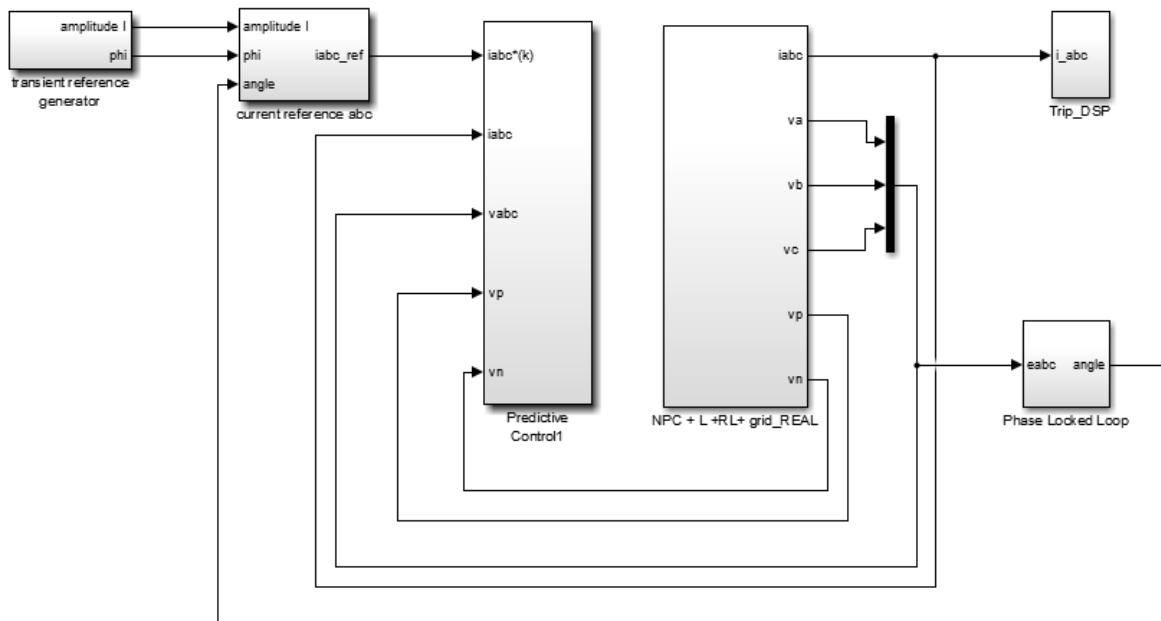 amplitude I
phi
transient reference
generator
amplitude I
phi
angle
iabc_ref
current reference abc
iabc*(k)
iabc
vabc
vp
vn
Predictive
Control1
iabc
va
vb
vc
vp
vn
NPC + L +RL+ grid_REAL
i_abc
Trip_DSP
eabc
angle
Phase Locked Loop